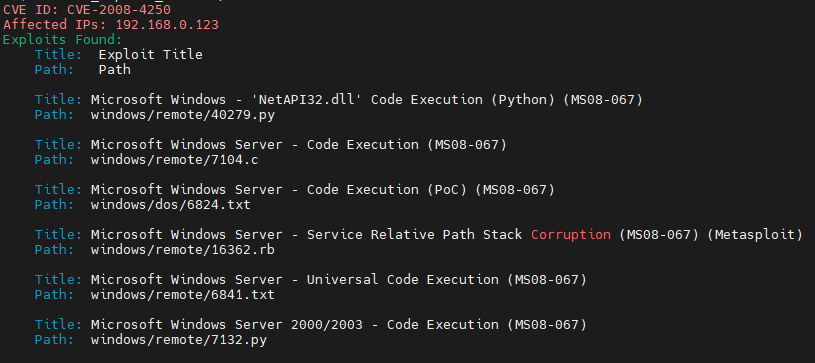 CVE ID: CVE-2008-4250
Affected IPs: 192.168.0.123
Exploits Found:
Title: Exploit Title
Path: Path
Title: Microsoft Windows - 'NetAPI32.dll' Code Execution (Python) (MS08-067)
Path: windows/remote/40279.py
Title: Microsoft Windows Server - Code Execution (MS08-067)
Path: windows/remote/7104.c
Title: Microsoft Windows Server - Code Execution (PoC) (MS08-067)
Path: windows/dos/6824.txt
Title: Microsoft Windows Server - Service Relative Path Stack Corruption (MS08-067) (Metasploit)
Path: windows/remote/16362.rb
Title: Microsoft Windows Server - Universal Code Execution (MS08-067)
Path: windows/remote/6841.txt
Title: Microsoft Windows Server 2000/2003 - Code Execution (MS08-067)
Path: windows/remote/7132.py